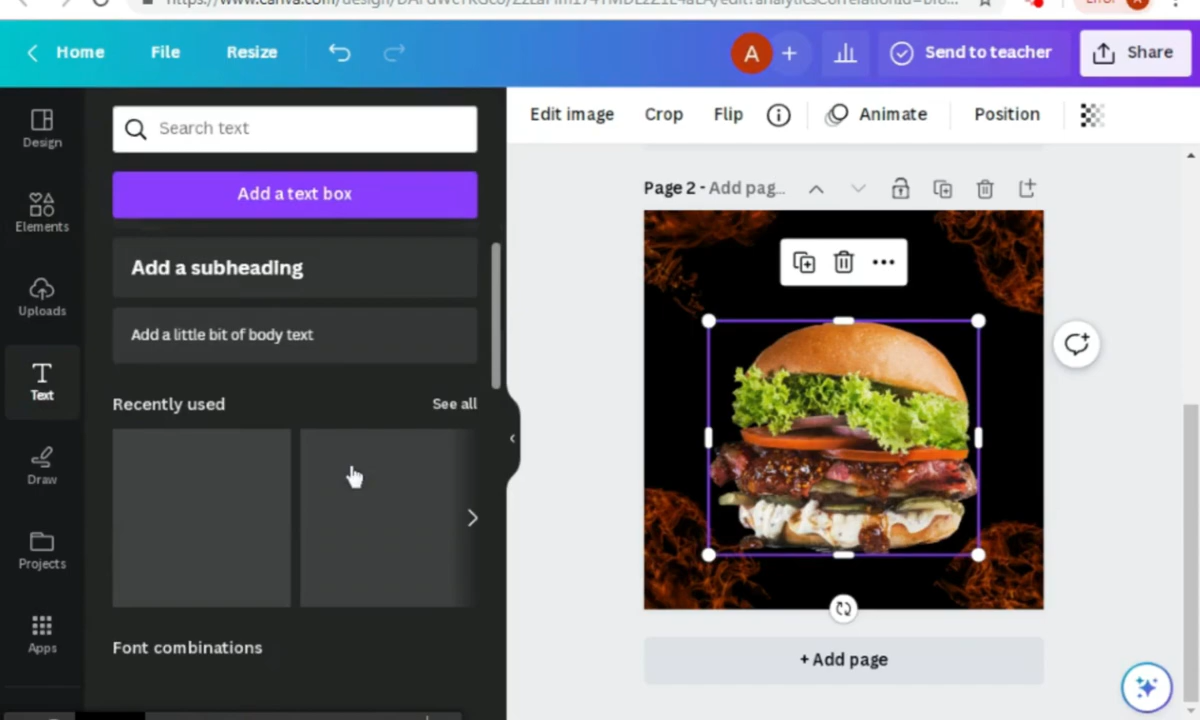 Home
File
Resize
A
Send to teacher
Share
Design
Elements
Uploads
Text
Draw
Projects
Apps
Search text
Add a text box
Add a subheading
Add a little bit of body text
Recently used
See all
Font combinations
Edit image
Crop
Flip
Animate
Position
Page 2 - Add pag...
+ Add page